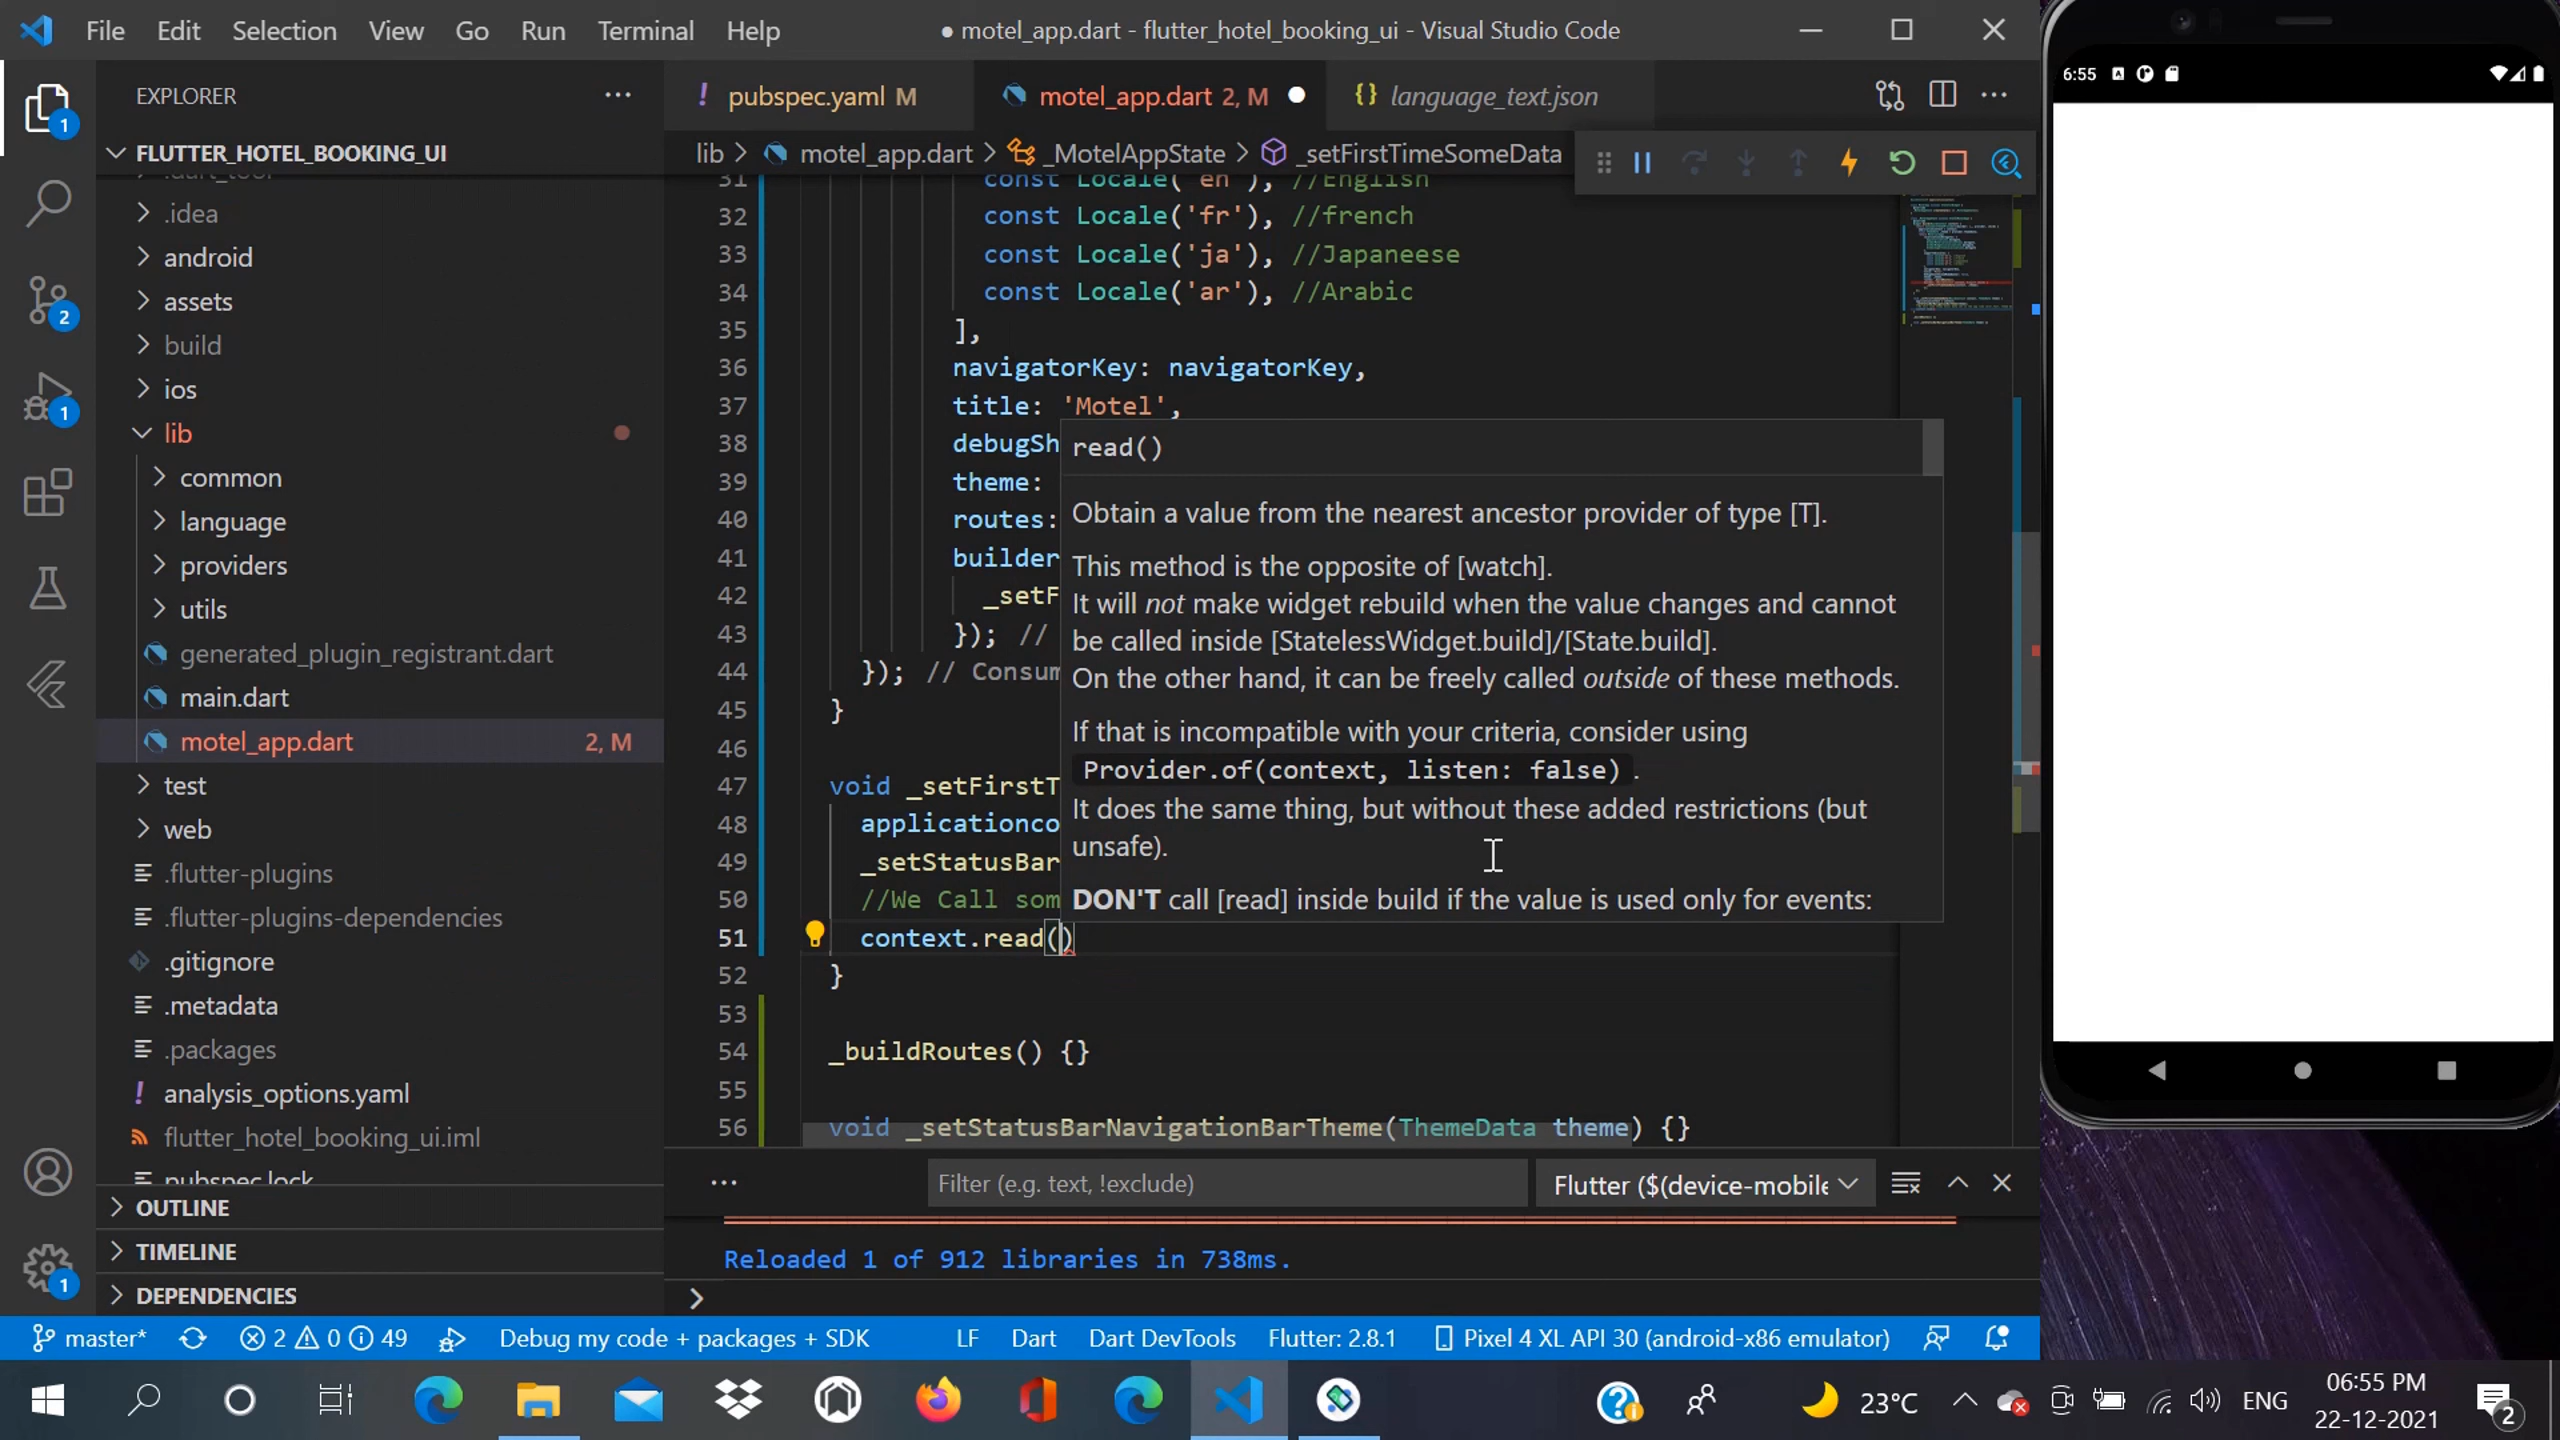 File Edit Selection View Go Run Terminal Help
● motel_app.dart - flutter_hotel_booking_ui - Visual Studio Code
EXPLORER
FLUTTER_HOTEL_BOOKING_UI
.dart_tool
.idea
android
assets
build
ios
lib
common
language
providers
utils
generated_plugin_registrant.dart
main.dart
motel_app.dart 2, M
test
web
.flutter-plugins
.flutter-plugins-dependencies
.gitignore
.metadata
.packages
analysis_options.yaml
flutter_hotel_booking_ui.iml
pubspec.lock
OUTLINE
TIMELINE
DEPENDENCIES
1
2
1
1
pubspec.yaml M
motel_app.dart 2, M
language_text.json
lib > motel_app.dart > _MotelAppState > _setFirstTimeSomeData
31 const Locale('en'), //English
32 const Locale('fr'), //french
33 const Locale('ja'), //Japaneese
34 const Locale('ar'), //Arabic
35 ],
36 navigatorKey: navigatorKey,
37 title: 'Motel',
38 debugSh
39 theme:
40 routes:
41 builder
42 _setF
43 }); //
44 }); // Consum
45 }
46
47 void _setFirstT
48 applicationco
49 _setStatusBar
50 //We Call som
51 context.read()
52 }
53
54 _buildRoutes() {}
55
56 void _setStatusBarNavigationBarTheme(ThemeData theme) {}
read()
Obtain a value from the nearest ancestor provider of type [T].
This method is the opposite of [watch].
It will not make widget rebuild when the value changes and cannot
be called inside [StatelessWidget.build]/[State.build].
On the other hand, it can be freely called outside of these methods.
If that is incompatible with your criteria, consider using
Provider.of(context, listen: false) .
It does the same thing, but without these added restrictions (but
unsafe).
DON'T call [read] inside build if the value is used only for events:
Filter (e.g. text, !exclude)
Flutter ($(device-mobile
Reloaded 1 of 912 libraries in 738ms.
>
master* 2 0 49 Debug my code + packages + SDK LF Dart Dart DevTools Flutter: 2.8.1 Pixel 4 XL API 30 (android-x86 emulator)
6:55
23°C
ENG
06:55 PM
22-12-2021
2